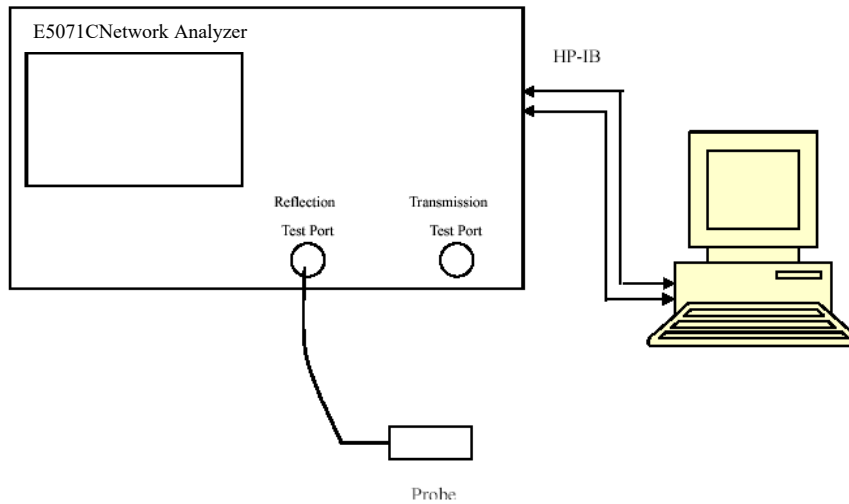 E5071CNetwork Analyzer
HP-IB
Reflection
Test Port
Transmission
Test Port
Probe